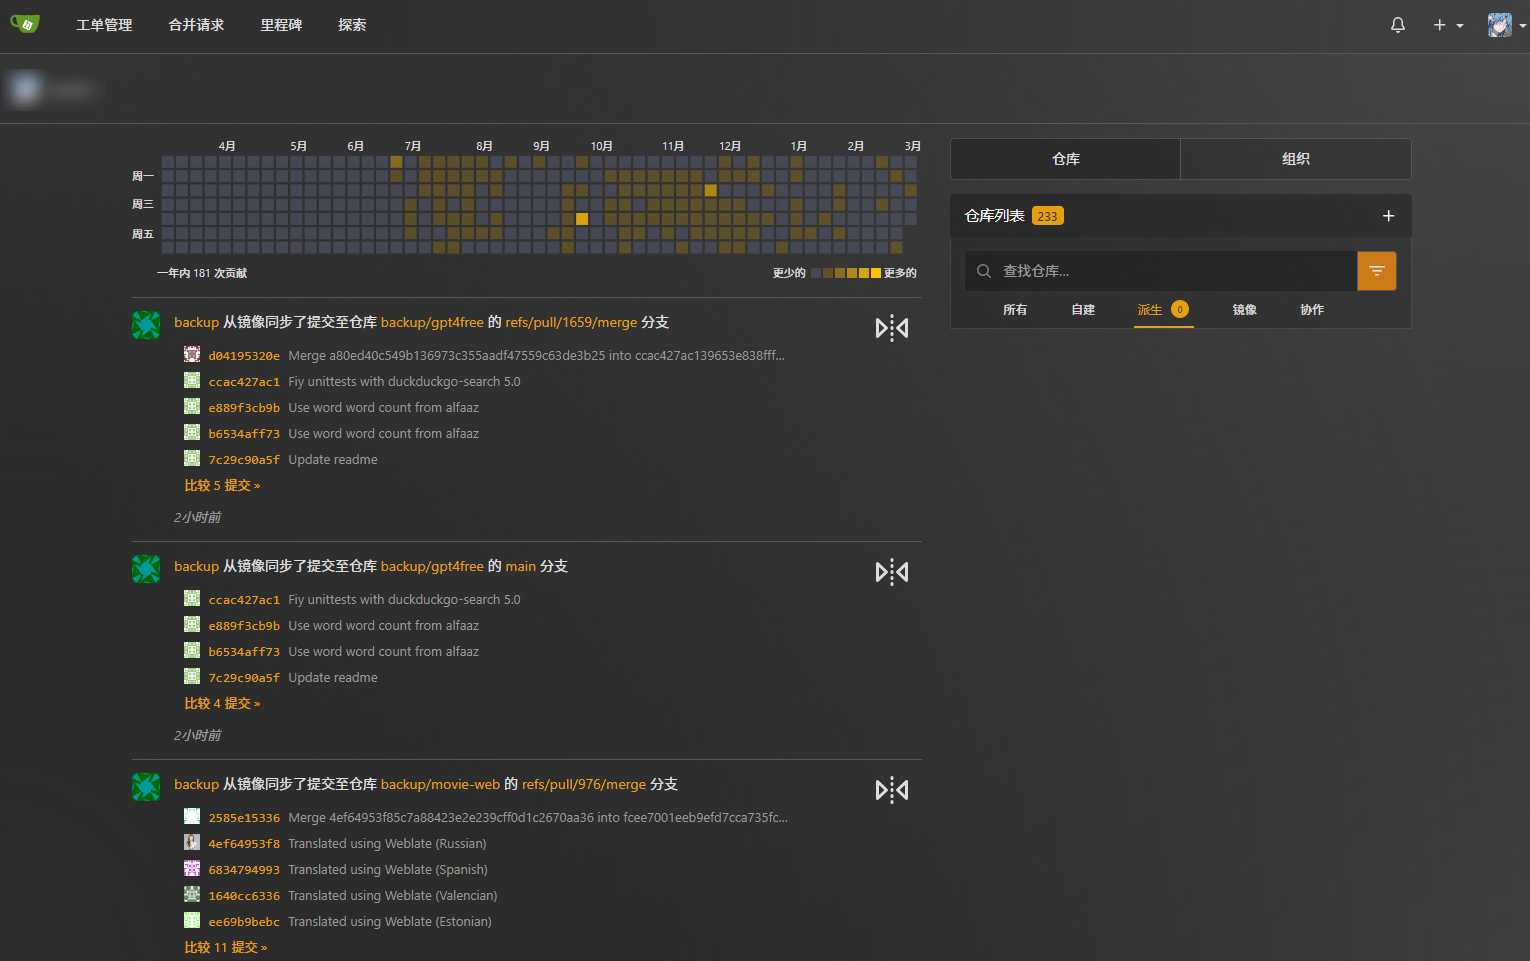 工单管理 合并请求 里程碑 探索
4月 5月 6月 7月 8月 9月 10月 11月 12月 1月 2月 3月
周一
周三
周五
一年内 181 次贡献
更少的 更多的
backup 从镜像同步了提交至仓库 backup/gpt4free 的 refs/pull/1659/merge 分支
d04195320e Merge a80ed40c549b136973c355aadf47559c63de3b25 into ccac427ac139653e838fff...
ccac427ac1 Fiy unittests with duckduckgo-search 5.0
e889f3cb9b Use word word count from alfaaz
b6534aff73 Use word word count from alfaaz
7c29c90a5f Update readme
比较 5 提交 »
2小时前
backup 从镜像同步了提交至仓库 backup/gpt4free 的 main 分支
ccac427ac1 Fiy unittests with duckduckgo-search 5.0
e889f3cb9b Use word word count from alfaaz
b6534aff73 Use word word count from alfaaz
7c29c90a5f Update readme
比较 4 提交 »
2小时前
backup 从镜像同步了提交至仓库 backup/movie-web 的 refs/pull/976/merge 分支
2585e15336 Merge 4ef64953f85c7a88423e2e239cff0d1c2670aa36 into fcee7001eeb9efd7cca735fc...
4ef64953f8 Translated using Weblate (Russian)
6834794993 Translated using Weblate (Spanish)
1640cc6336 Translated using Weblate (Valencian)
ee69b9bebc Translated using Weblate (Estonian)
比较 11 提交 »
仓库 组织
仓库列表 233
查找仓库...
所有 自建 派生 0 镜像 协作